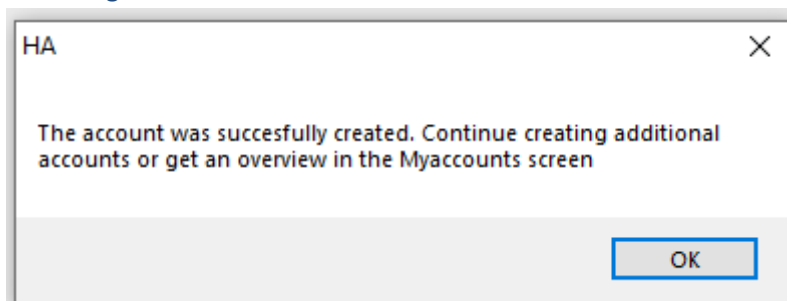 HA
The account was succesfully created. Continue creating additional
accounts or get an overview in the Myaccounts screen
OK